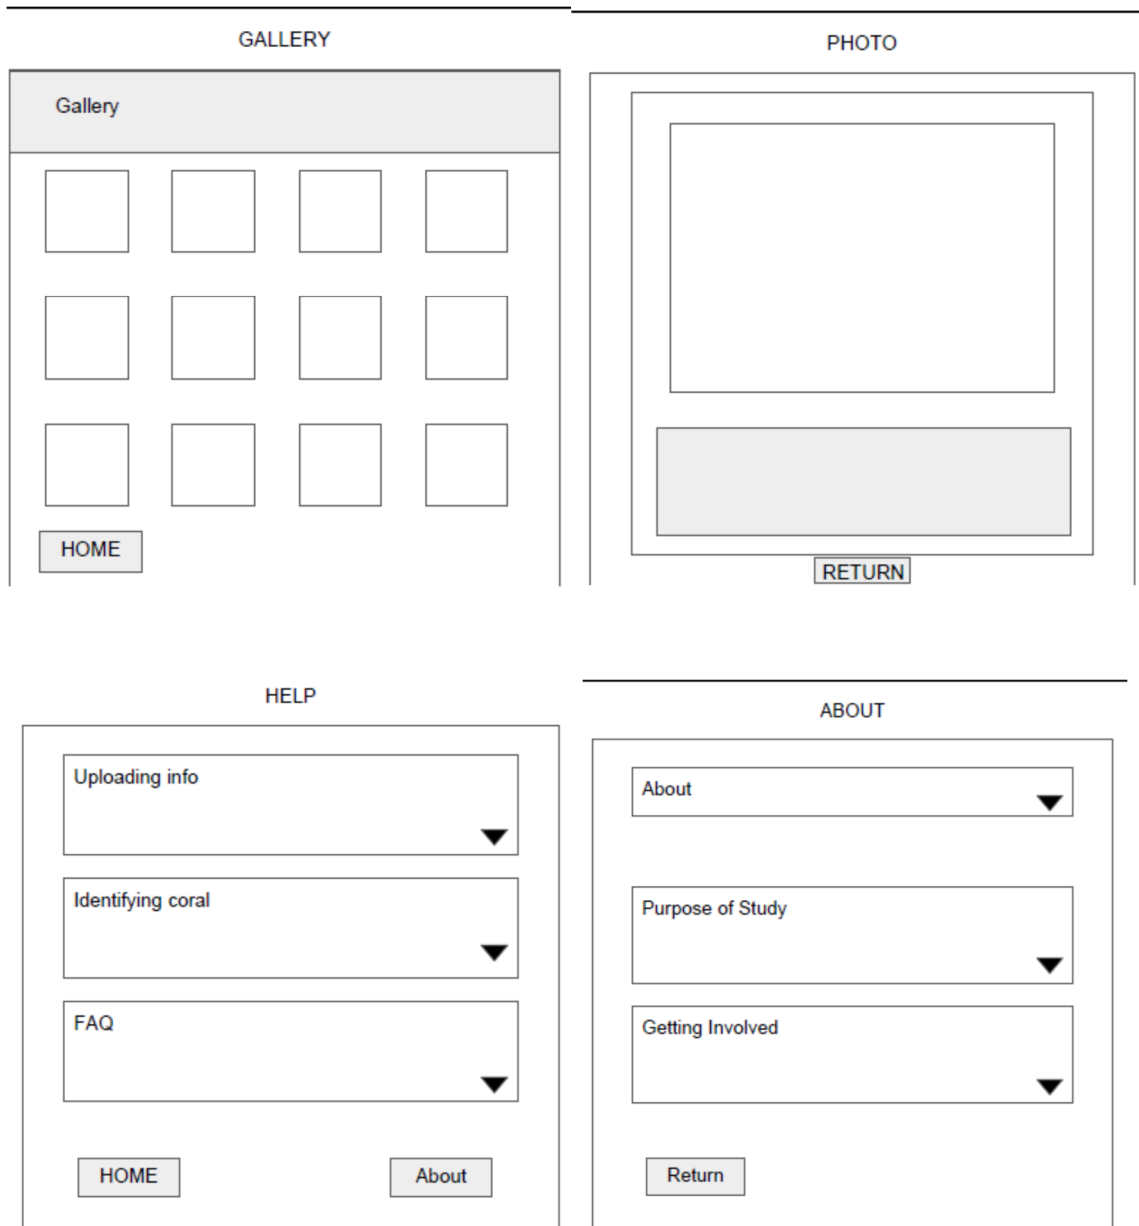 GALLERY
Gallery
HOME
PHOTO
RETURN
HELP
Uploading info
Identifying coral
FAQ
HOME
About
ABOUT
About
Purpose of Study
Getting Involved
Return